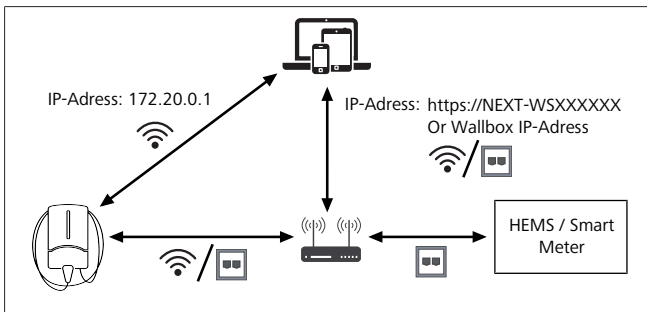 IP-Adress: 172.20.0.1
IP-Adress: https://NEXT-WSXXXXXX
Or Wallbox IP-Adress
HEMS / Smart
Meter